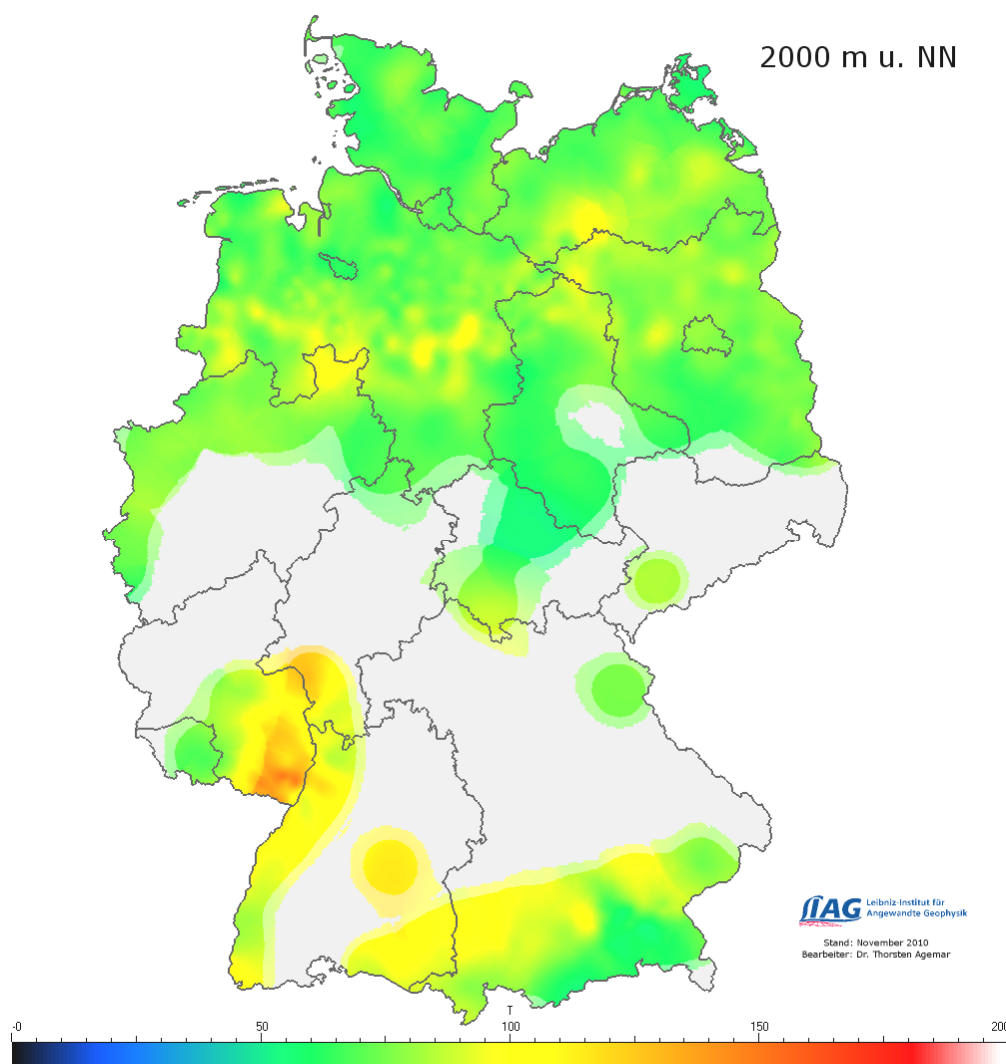 2000 m u. NN
LIAG Leibniz-Institut für
Angewandte Geophysik
Stand: November 2010
Bearbeiter: Dr. Thorsten Agemar
T
-0 50 100 150 200